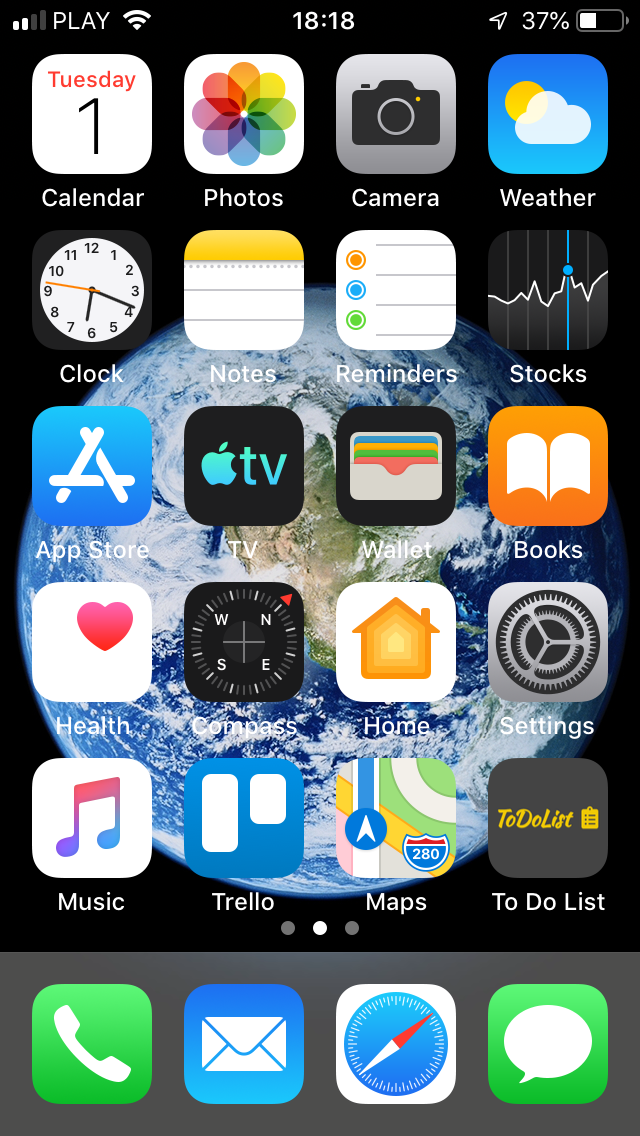 PLAY 18:18 37%
Tuesday
1
Calendar Photos Camera Weather
12
11 1
10 2
9 3
8 4
7 5
6
Clock Notes Reminders Stocks
tv
App Store TV Wallet Books
W N
S E
Health Compass Home Settings
280
ToDoList
Music Trello Maps To Do List